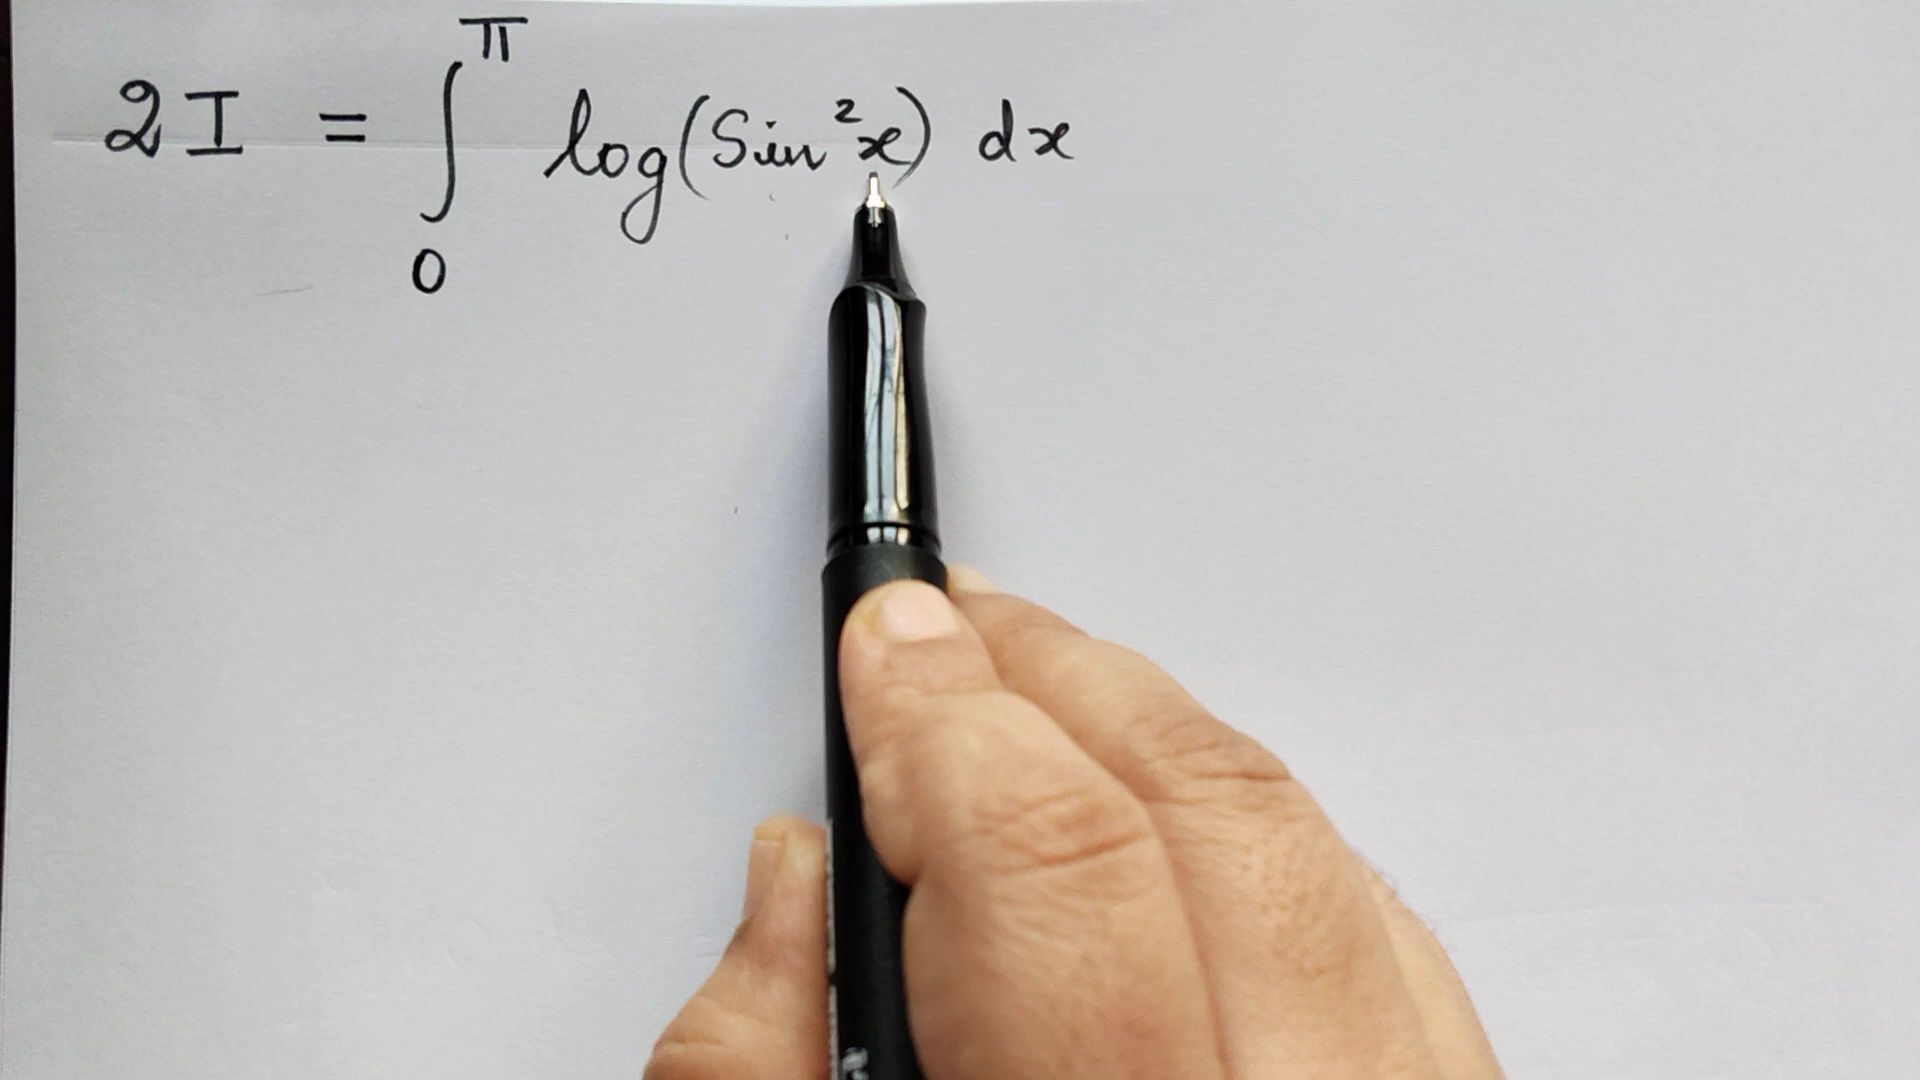 2I = ∫₀^π log(Sin²x) dx